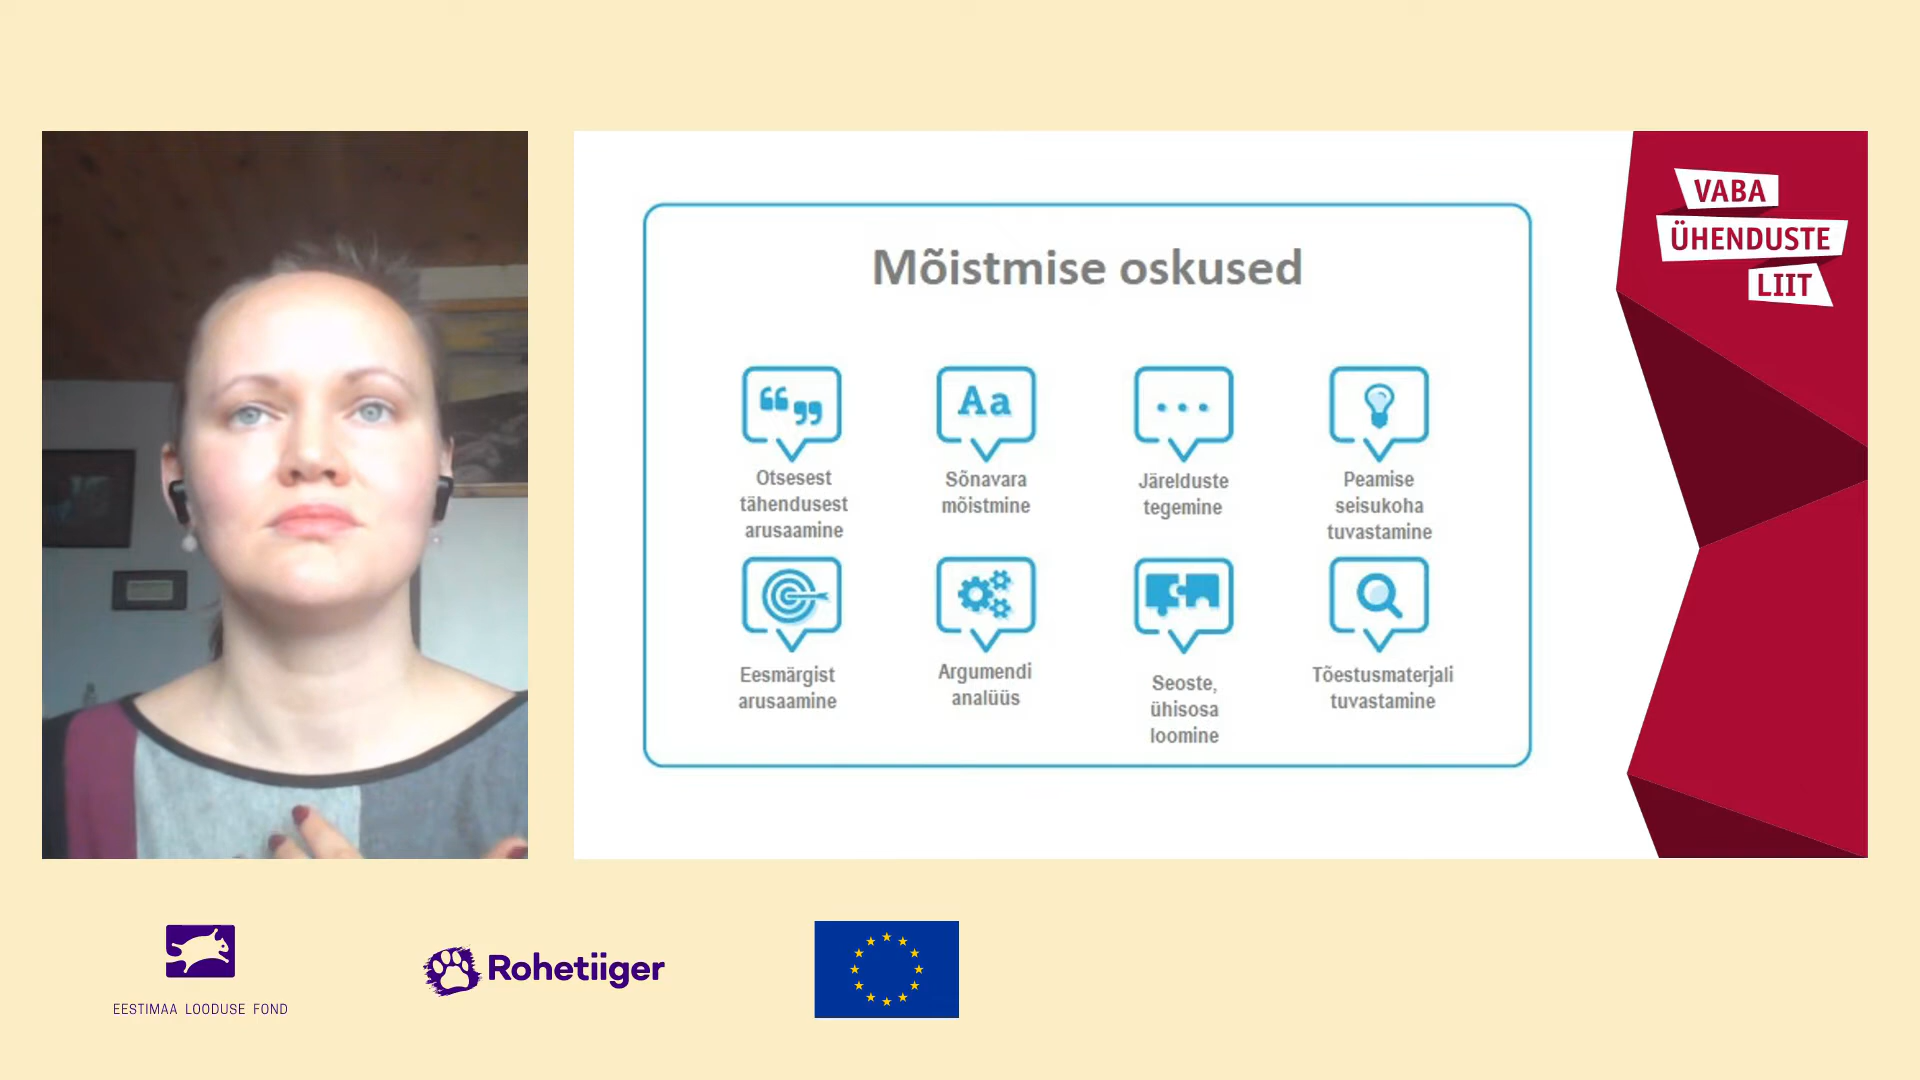 VABA
ÜHENDUSTE
LIIT
Mõistmise oskused
Otsesest
tähendusest
arusaamine
Aa
Sõnavara
mõistmine
Järelduste
tegemine
Peamise
seisukoha
tuvastamine
Eesmärgist
arusaamine
Argumendi
analüüs
Seoste,
ühisosa
loomine
Tõestusmaterjali
tuvastamine
EESTIMAA LOODUSE FOND
Rohetiiger